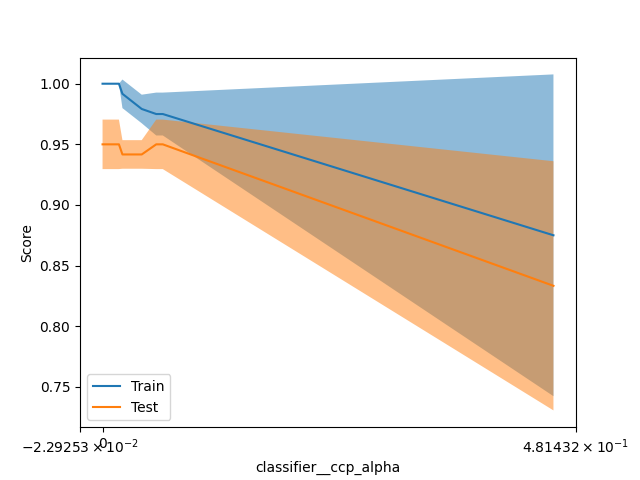 1.00
0.95
0.90
0.85
0.80
0.75
Score
Train
Test
0
−2.29253 × 10⁻²
4.81432 × 10⁻¹
classifier__ccp_alpha